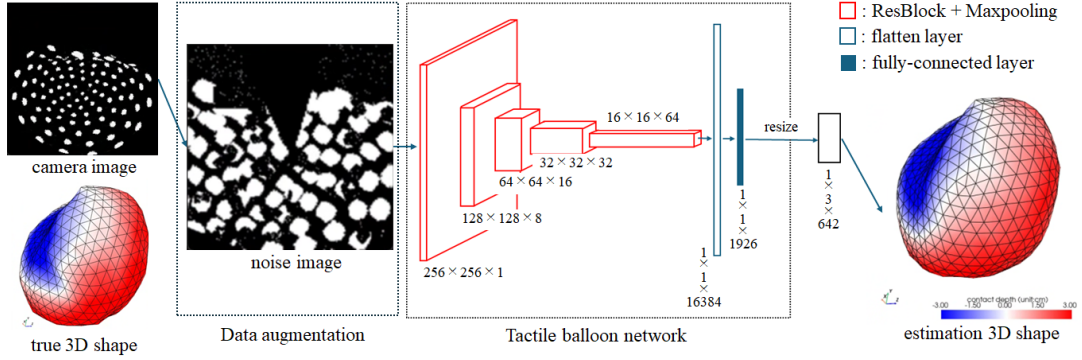 : ResBlock + Maxpooling
: flatten layer
: fully-connected layer
camera image
true 3D shape
noise image
Data augmentation
256 × 256 × 1
128 × 128 × 8
64 × 64 × 16
32 × 32 × 32
16 × 16 × 64
1 × 1 × 16384
1 × 1 × 1926
resize
1 × 3 × 642
Tactile balloon network
contact depth (unit:cm)
-3.00 -1.50 0.00 1.50 3.00
estimation 3D shape